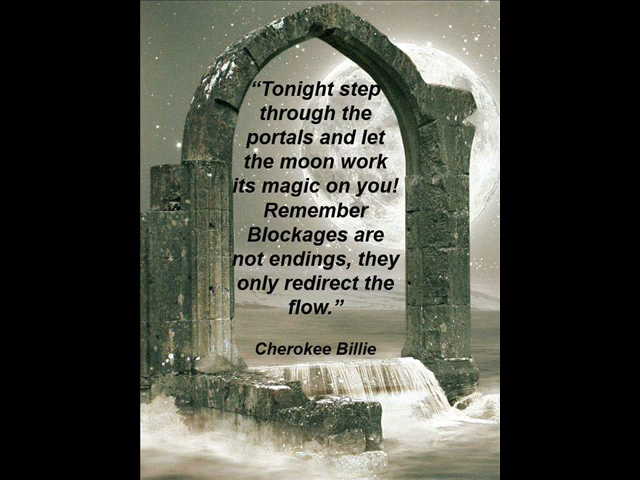 “Tonight step
through the
portals and let
the moon work
its magic on you!
Remember
Blockages are
not endings, they
only redirect the
flow.”
Cherokee Billie